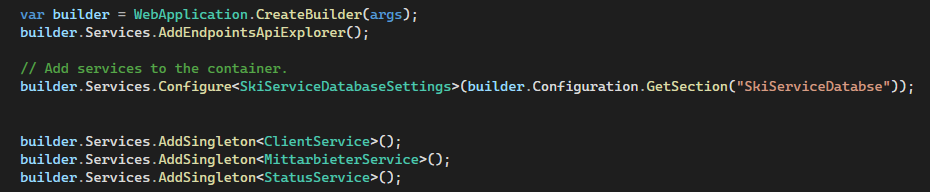 var builder = WebApplication.CreateBuilder(args);
builder.Services.AddEndpointsApiExplorer();
// Add services to the container.
builder.Services.Configure<SkiServiceDatabaseSettings>(builder.Configuration.GetSection("SkiServiceDatabse"));
builder.Services.AddSingleton<ClientService>();
builder.Services.AddSingleton<MittarbieterService>();
builder.Services.AddSingleton<StatusService>();